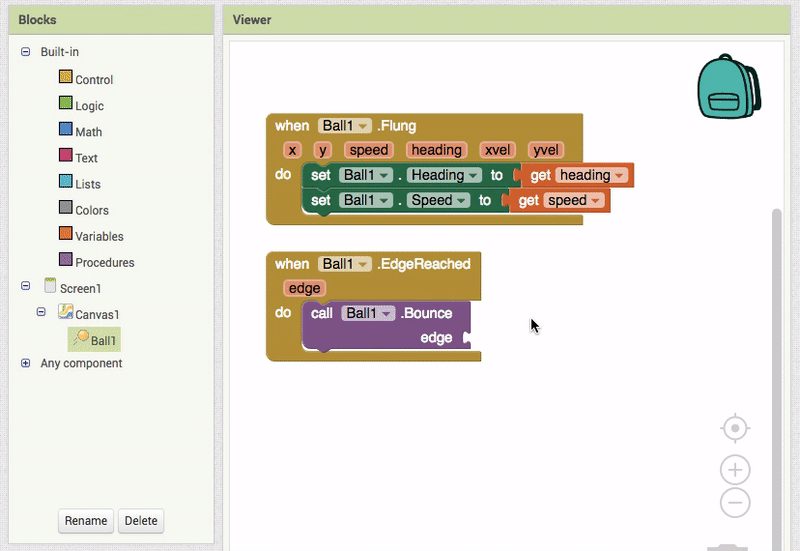 Blocks
Viewer
Built-in
Control
Logic
Math
Text
Lists
Colors
Variables
Procedures
Screen1
Canvas1
Ball1
Any component
Rename Delete
when Ball1 .Flung
x y speed heading xvel yvel
do set Ball1 . Heading to get heading
set Ball1 . Speed to get speed
when Ball1 .EdgeReached
edge
do call Ball1 .Bounce
edge